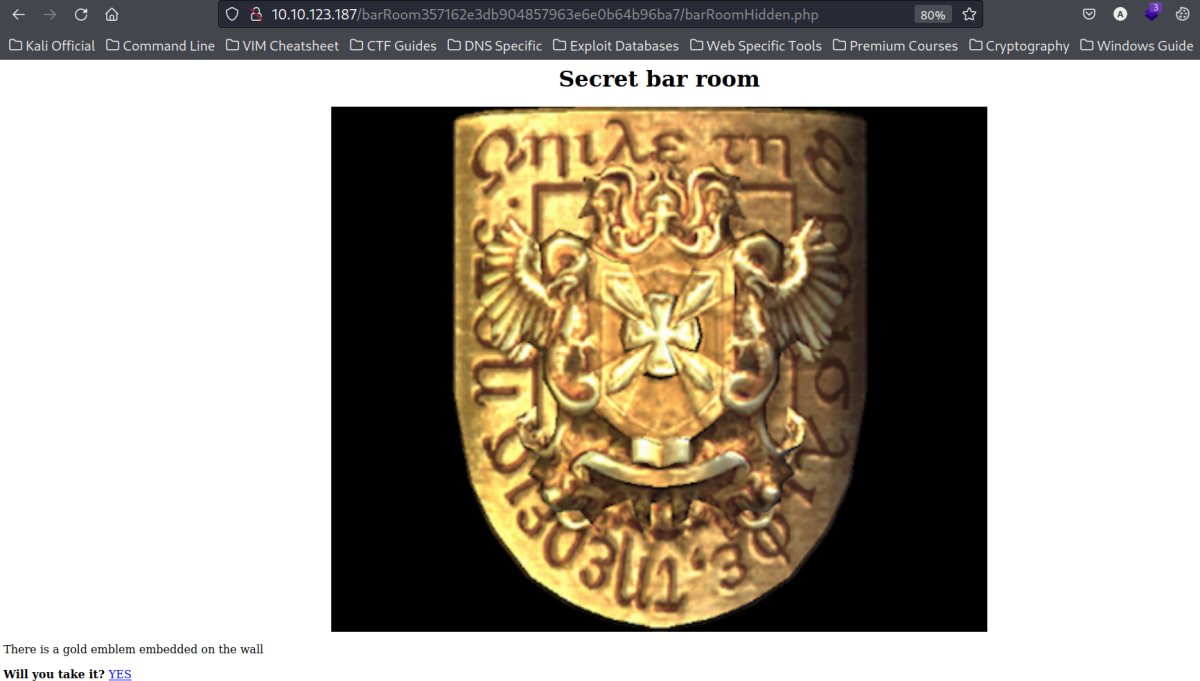 10.10.123.187/barRoom357162e3db904857963e6e0b64b96ba7/barRoomHidden.php
80%
A
3
Kali Official Command Line VIM Cheatsheet CTF Guides DNS Specific Exploit Databases Web Specific Tools Premium Courses Cryptography Windows Guide
Secret bar room
There is a gold emblem embedded on the wall
Will you take it? YES